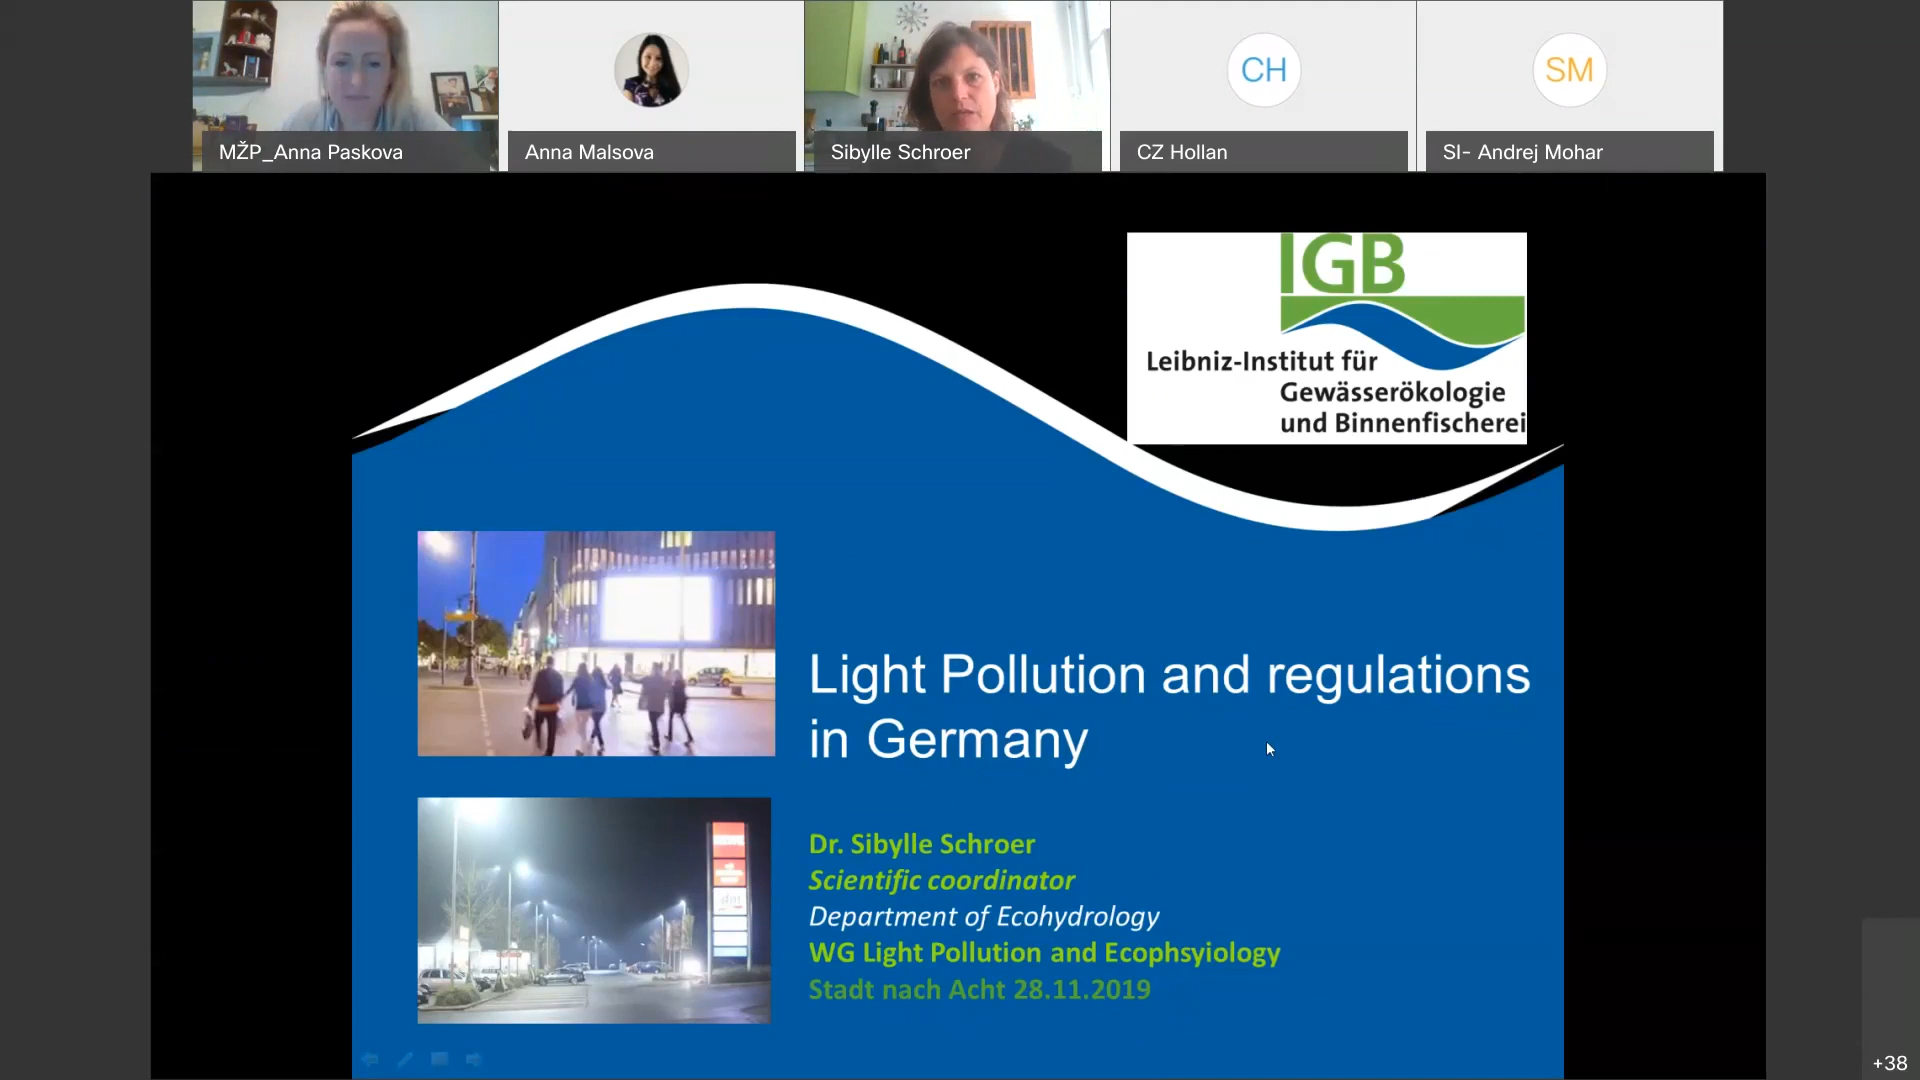 MŽP_Anna Paskova
Anna Malsova
Sibylle Schroer
CH
CZ Hollan
SM
SI- Andrej Mohar
IGB
Leibniz-Institut für
Gewässerökologie
und Binnenfischerei
Light Pollution and regulations
in Germany
Dr. Sibylle Schroer
Scientific coordinator
Department of Ecohydrology
WG Light Pollution and Ecophsyiology
Stadt nach Acht 28.11.2019
+38